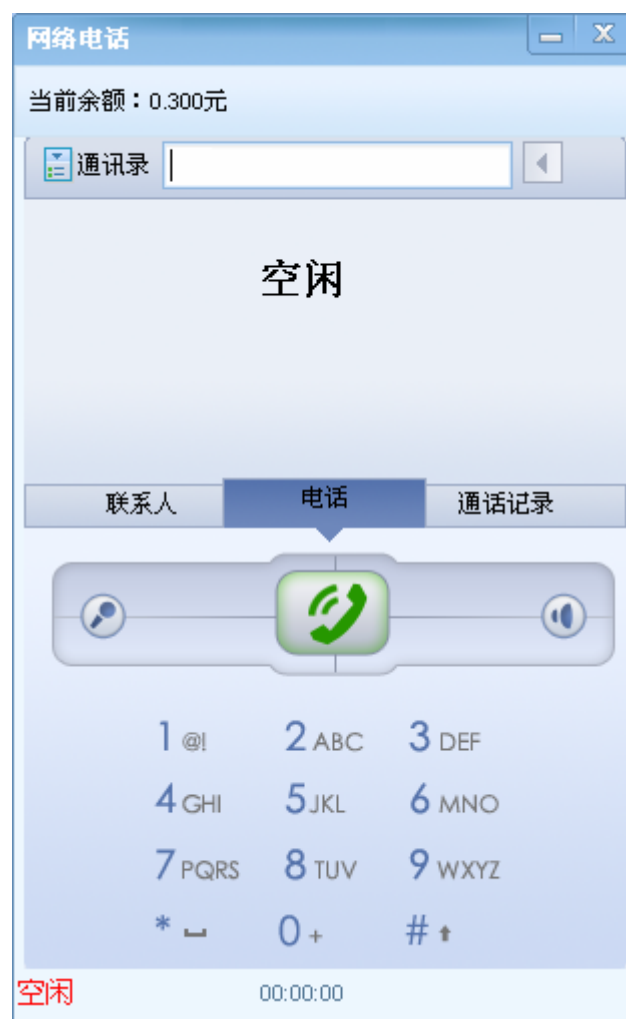 网络电话
当前余额：0.300元
通讯录
空闲
联系人 电话 通话记录
1 @! 2 ABC 3 DEF
4 GHI 5 JKL 6 MNO
7 PQRS 8 TUV 9 WXYZ
* ⎵ 0 + # ⬆
空闲 00:00:00